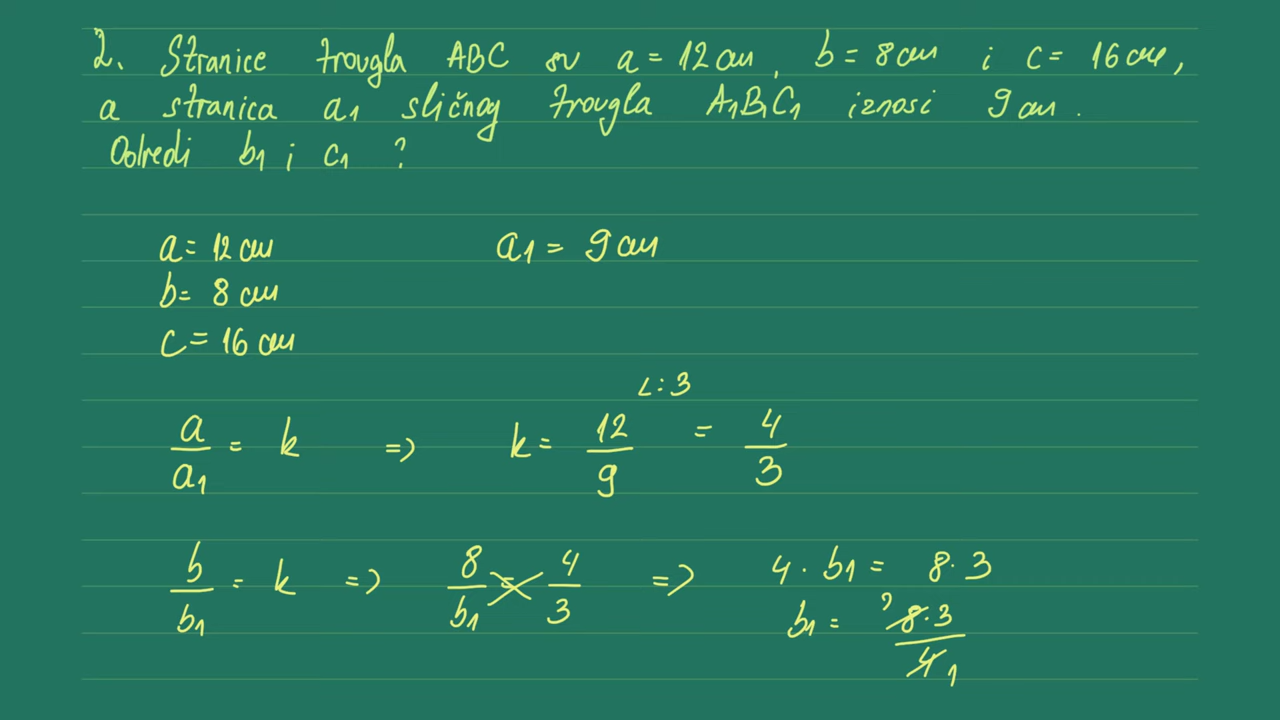 2. Stranice trougla ABC su a = 12 cm, b = 8 cm i c = 16 cm,
a stranica a₁ sličnog trougla A₁B₁C₁ iznosi 9 cm.
Odredi b₁ i c₁ ?
a = 12 cm a₁ = 9 cm
b = 8 cm
c = 16 cm
a/a₁ = k => k = 12/9 ∠:3 = 4/3
b/b₁ = k => 8/b₁ = 4/3 => 4 · b₁ = 8 · 3
b₁ = 8 · 3 / 4 1